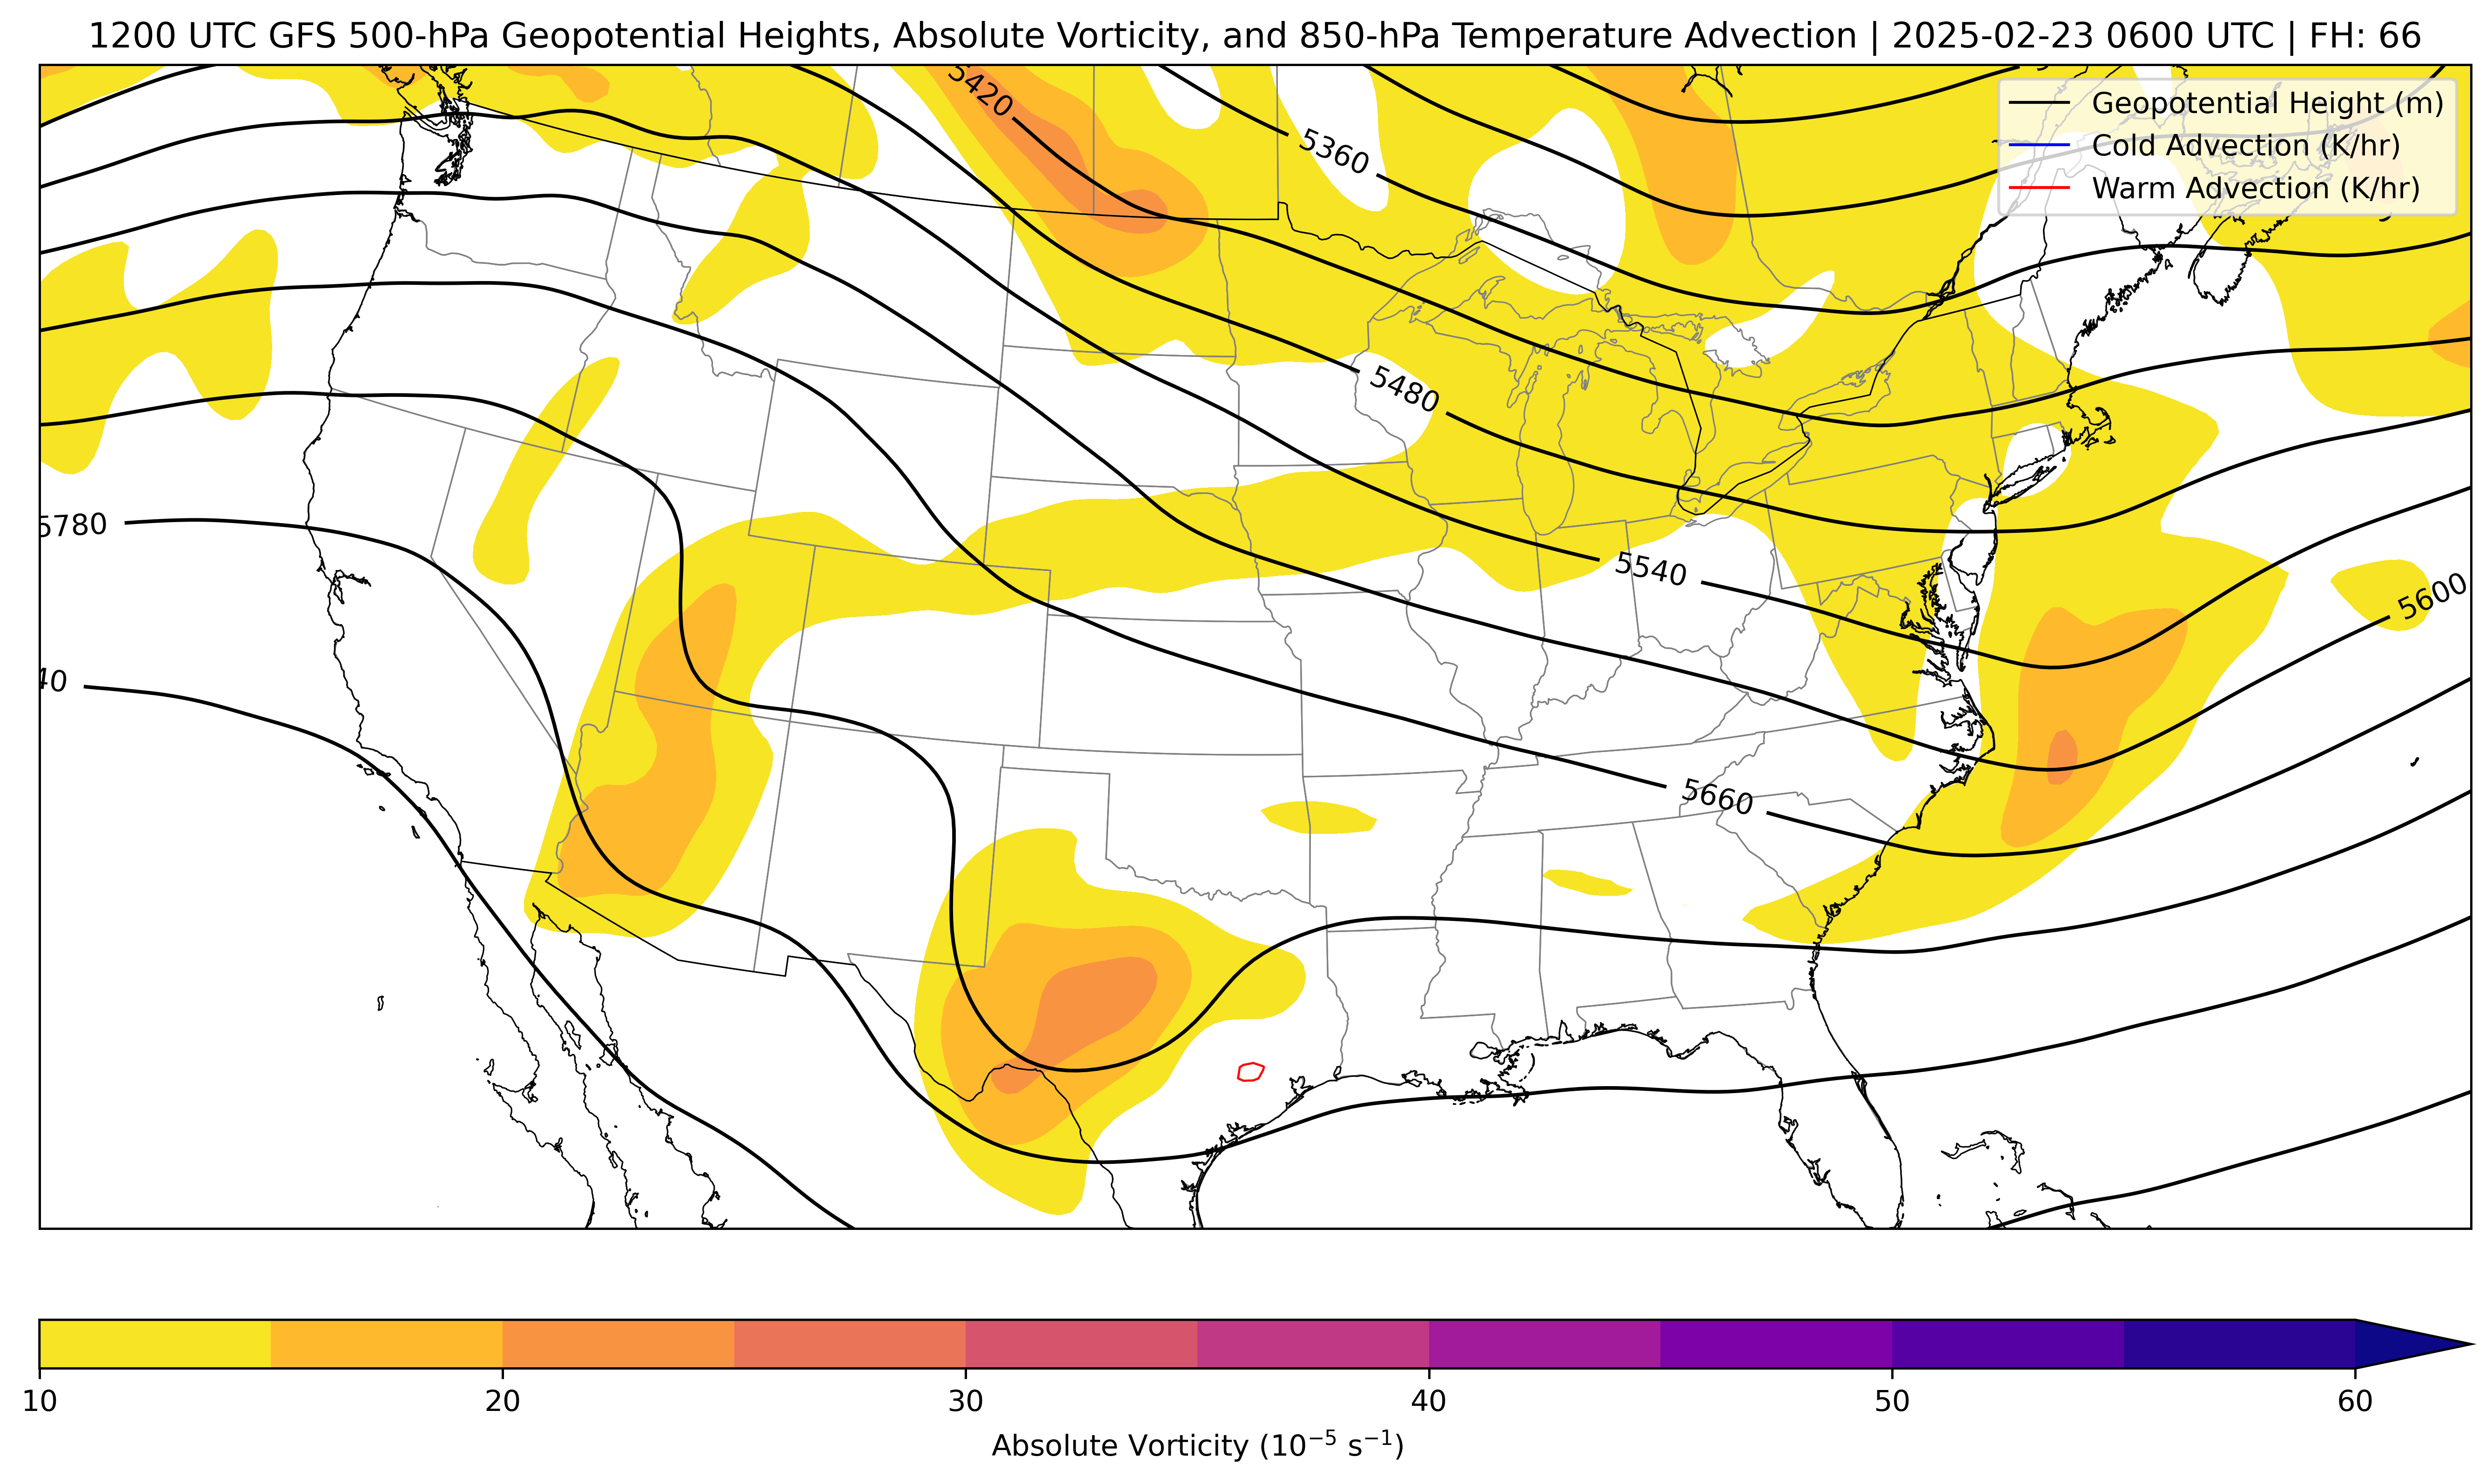 1200 UTC GFS 500-hPa Geopotential Heights, Absolute Vorticity, and 850-hPa Temperature Advection | 2025-02-23 0600 UTC | FH: 66
Geopotential Height (m)
Cold Advection (K/hr)
Warm Advection (K/hr)
5420
5360
5480
5780
5540
5600
40
5660
10 20 30 40 50 60
Absolute Vorticity (10⁻⁵ s⁻¹)